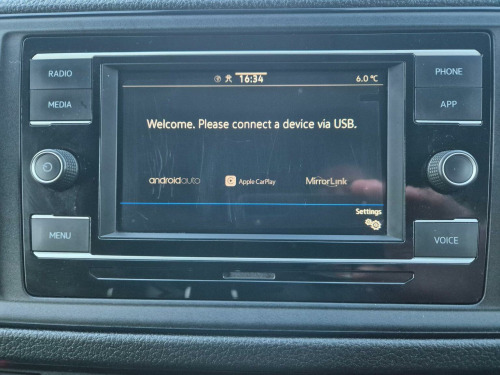 RADIO
MEDIA
MENU
16:34
6.0 °C
Welcome. Please connect a device via USB.
androidauto
Apple CarPlay
MirrorLink
Settings
PHONE
APP
VOICE